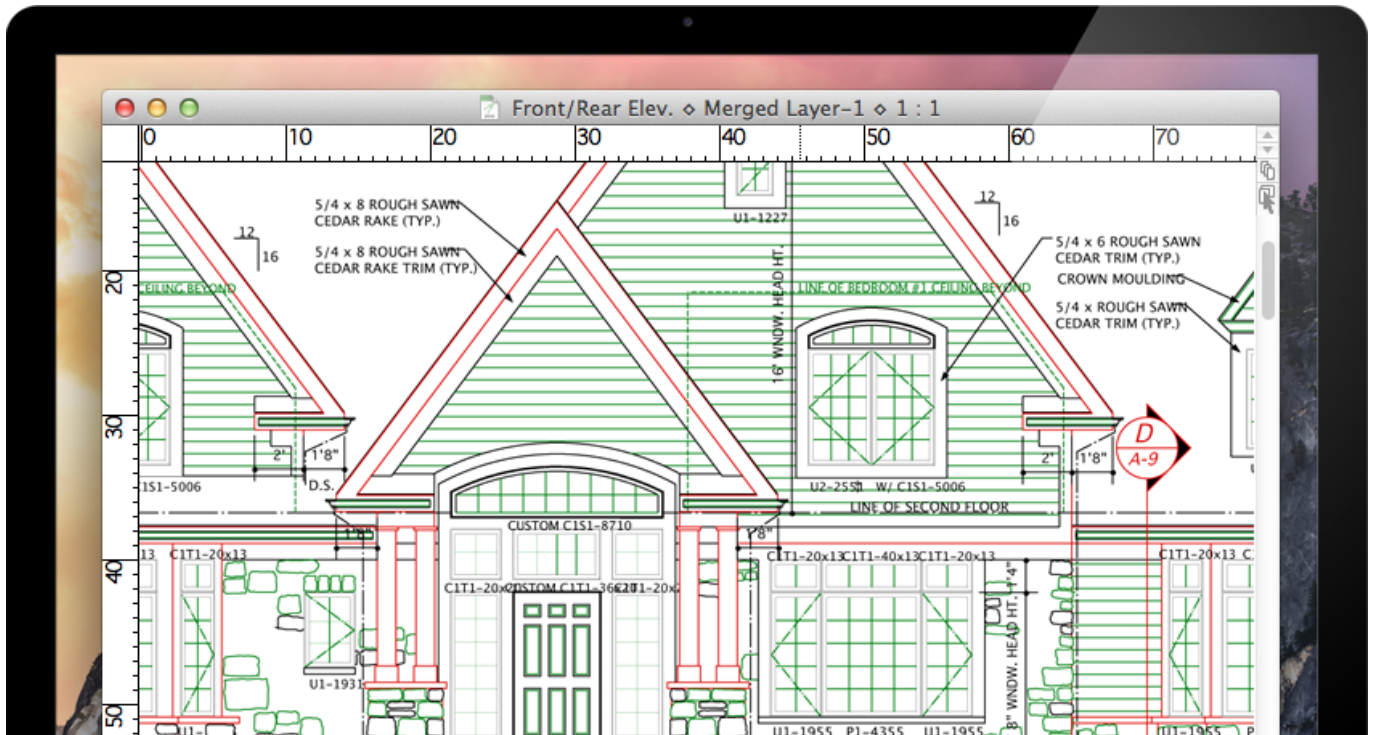 Front/Rear Elev. ⋄ Merged Layer-1 ⋄ 1 : 1
0 10 20 30 40 50 60 70
5/4 x 8 ROUGH SAWN
CEDAR RAKE (TYP.)
5/4 x 8 ROUGH SAWN
CEDAR RAKE TRIM (TYP.)
12
16
U1-1227
12
16
5/4 x 6 ROUGH SAWN
CEDAR TRIM (TYP.)
CROWN MOULDING
5/4 x ROUGH SAWN
CEDAR TRIM (TYP.)
20
CEILING BEYOND
LINE OF BEDROOM #1 CEILING BEYOND
16' WNDW. HEAD HT.
30
D
A-9
2'
1'8"
D.S.
2'
1'8"
C1S1-5006
U2-2551 W/ C1S1-5006
LINE OF SECOND FLOOR
CUSTOM C1S1-8710
1'8"
1'8"
13
C1T1-20x13
C1T1-20x13
C1T1-40x13
C1T1-20x13
C1T1-20x13
40
1'4"
8" WNDW. HEAD HT.
U1-1931
50
U1-1955
P1-4355
U1-1955
U1-1955